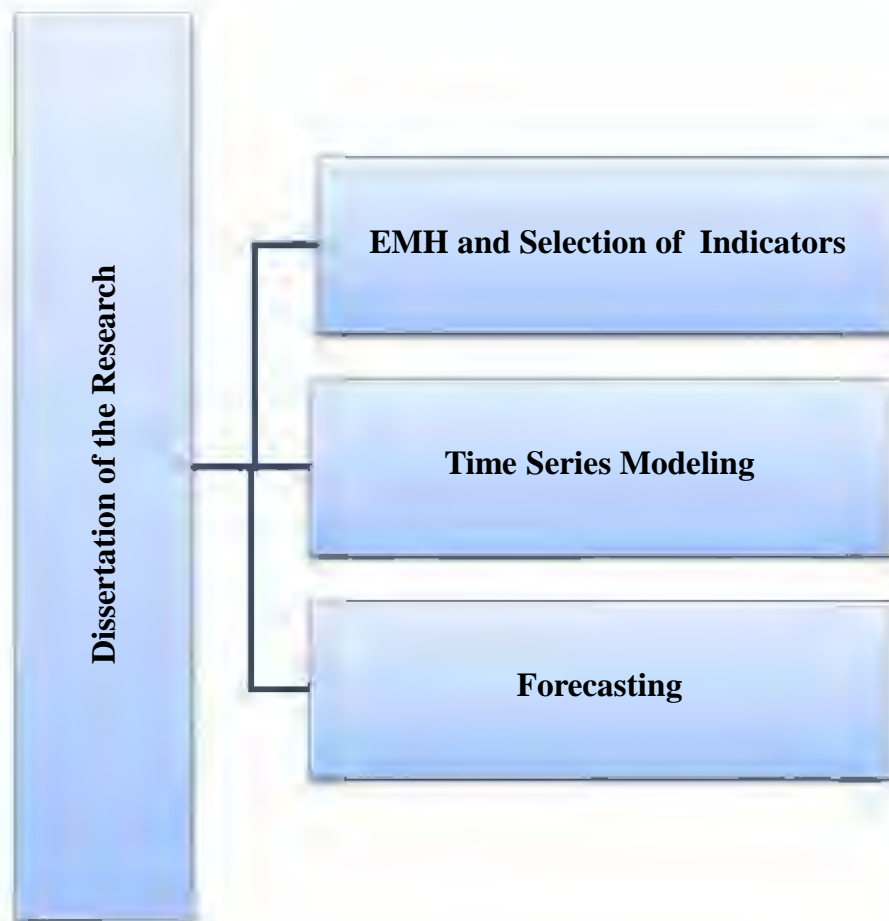 Dissertation of the Research
EMH and Selection of Indicators
Time Series Modeling
Forecasting